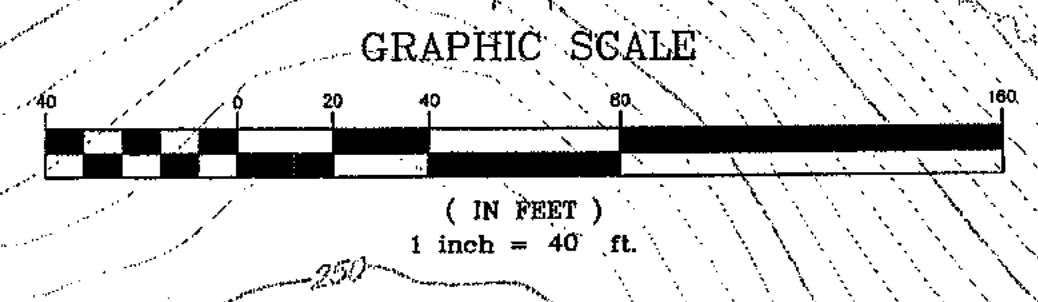 GRAPHIC SCALE
40 0 20 40 80 160
( IN FEET )
1 inch = 40 ft.
250